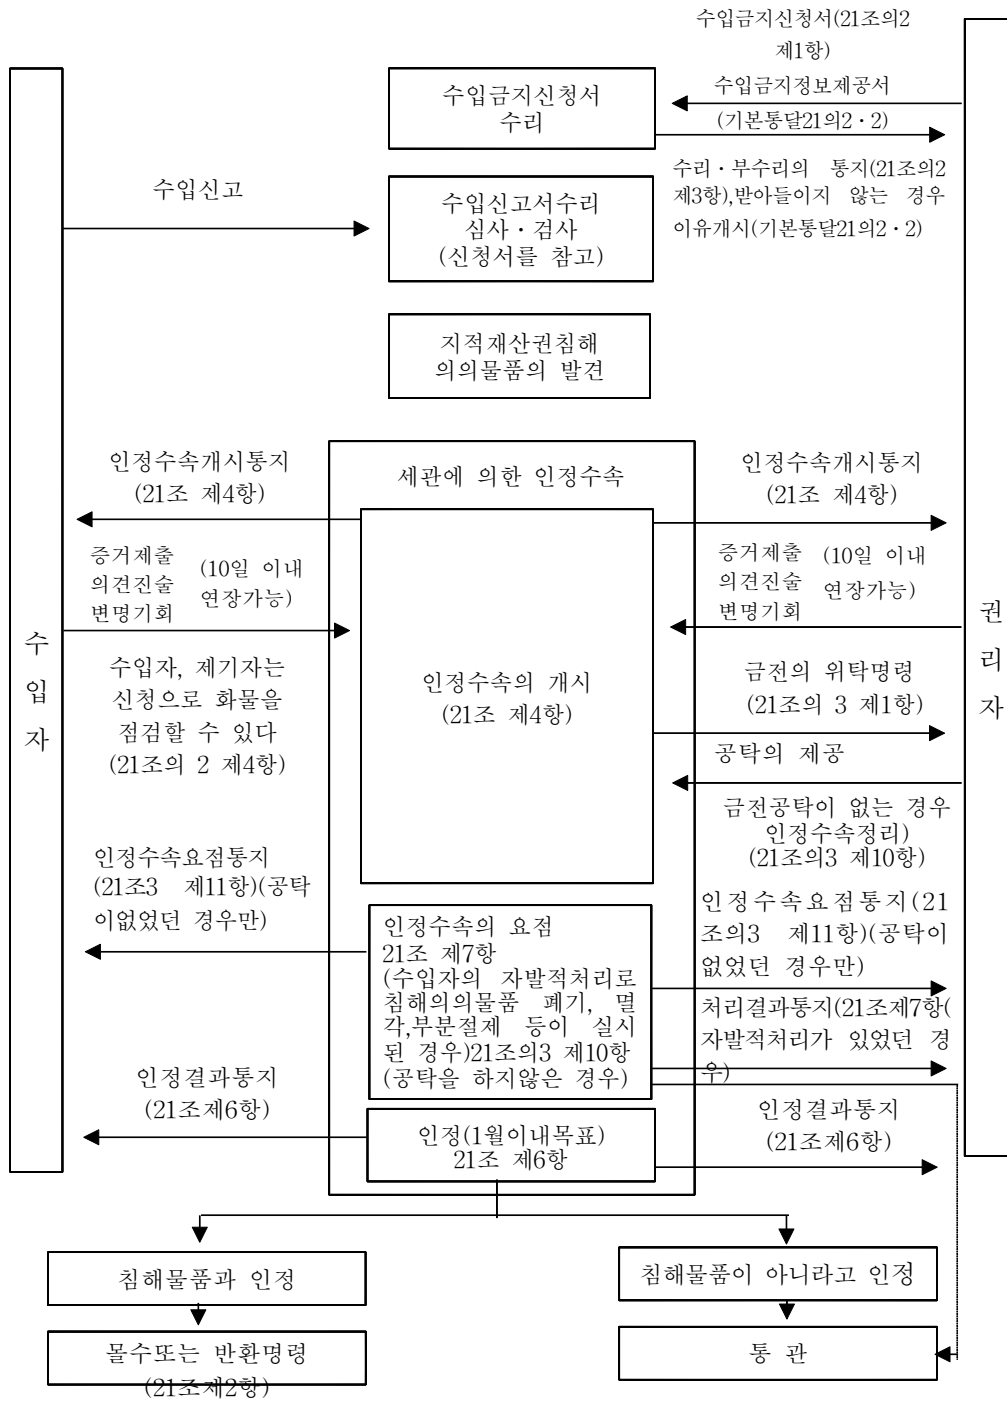 수입금지신청서(21조의2
제1항)
수입금지신청서
수리
수입금지정보제공서
(기본통달21의2・2)
수입신고
수리・부수리의 통지(21조의2
제3항),받아들이지 않는 경우
이유개시(기본통달21의2・2)
수입신고서수리
심사・검사
(신청서를 참고)
지적재산권침해
의의물품의 발견
인정수속개시통지
(21조 제4항)
세관에 의한 인정수속
인정수속개시통지
(21조 제4항)
증거제출
의견진술
변명기회
(10일 이내
연장가능)
증거제출
의견진술
변명기회
(10일 이내
연장가능)
수
입
자
권
리
자
수입자, 제기자는
신청으로 화물을
점검할 수 있다
(21조의 2 제4항)
인정수속의 개시
(21조 제4항)
금전의 위탁명령
(21조의 3 제1항)
공탁의 제공
금전공탁이 없는 경우
인정수속정리)
(21조의3 제10항)
인정수속요점통지
(21조3 제11항)(공탁
이없었던 경우만)
인정수속의 요점
21조 제7항
(수입자의 자발적처리로
침해의의물품 폐기, 멸
각,부분절제 등이 실시
된 경우)21조의3 제10항
(공탁을 하지않은 경우)
인정수속요점통지(21
조의3 제11항)(공탁이
없었던 경우만)
처리결과통지(21조제7항(
자발적처리가 있었던 경
우)
인정결과통지
(21조제6항)
인정(1월이내목표)
21조 제6항
인정결과통지
(21조제6항)
침해물품과 인정
침해물품이 아니라고 인정
몰수또는 반환명령
(21조제2항)
통 관